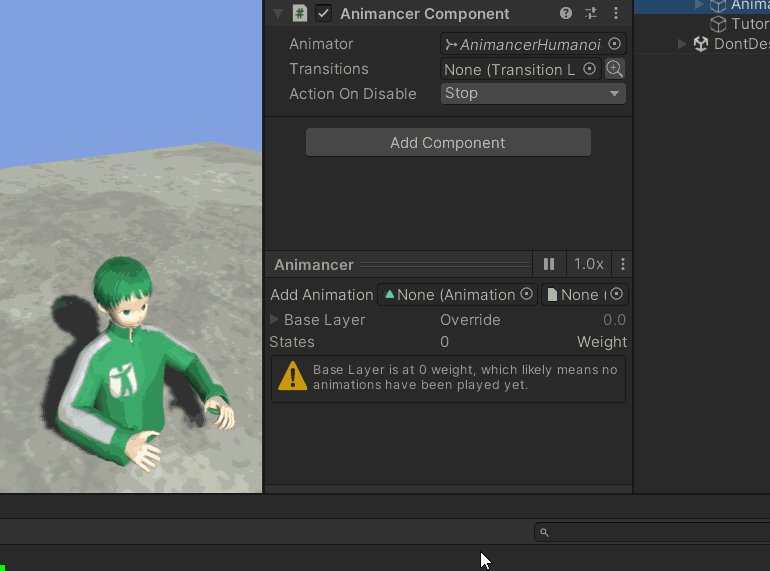 Animancer Component
Animator
AnimancerHumanoi
Transitions
None (Transition L
Action On Disable
Stop
Add Component
Animancer
1.0x
Add Animation
None (Animation
None (
Base Layer
Override
0.0
States
0
Weight
Base Layer is at 0 weight, which likely means no
animations have been played yet.
Anima
Tutor
DontDes